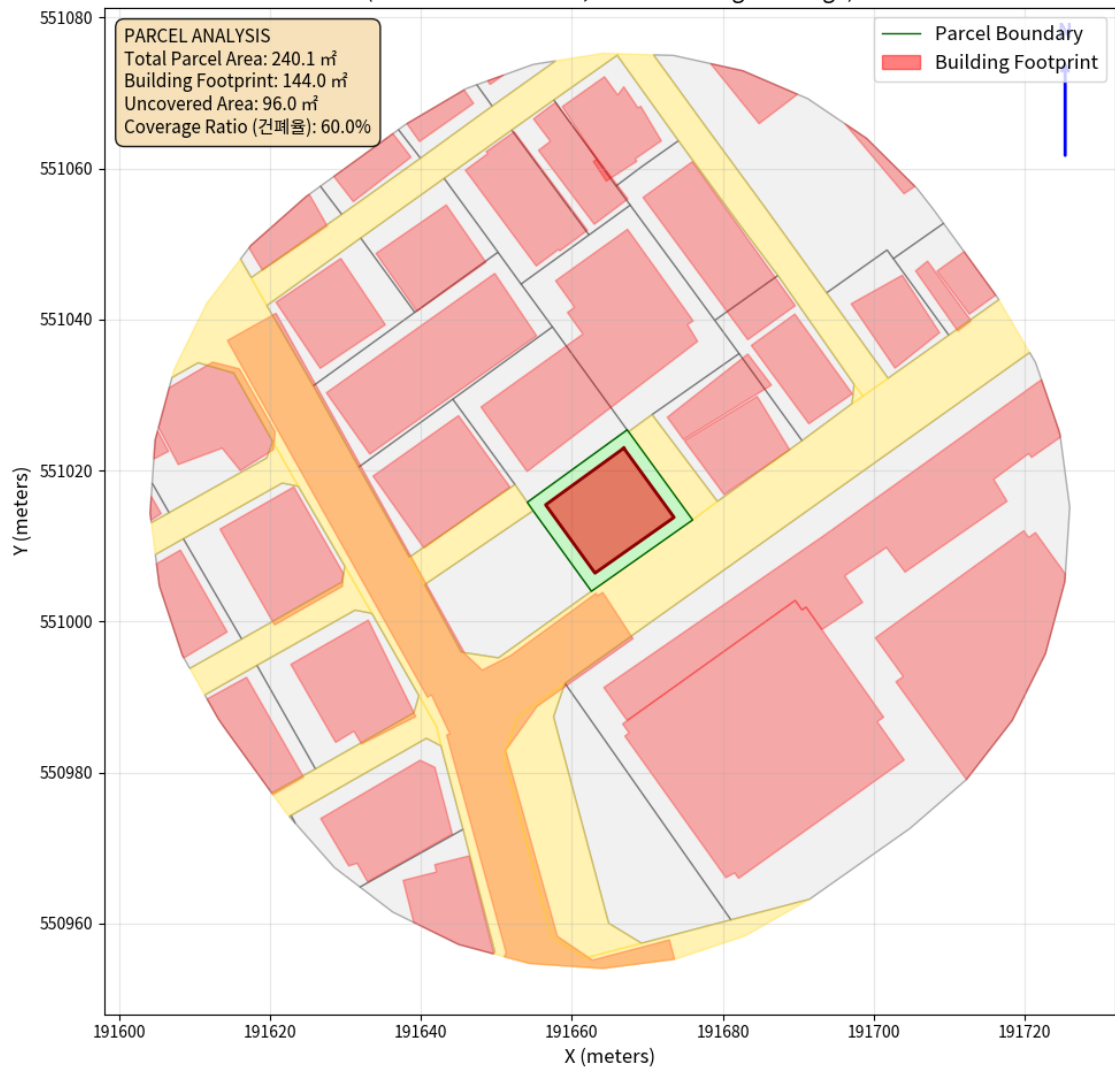 551080
PARCEL ANALYSIS
Total Parcel Area: 240.1 ㎡
Building Footprint: 144.0 ㎡
Uncovered Area: 96.0 ㎡
Coverage Ratio (건폐율): 60.0%
Parcel Boundary
Building Footprint
N
551060
551040
551020
551000
550980
550960
Y (meters)
191600 191620 191640 191660 191680 191700 191720
X (meters)